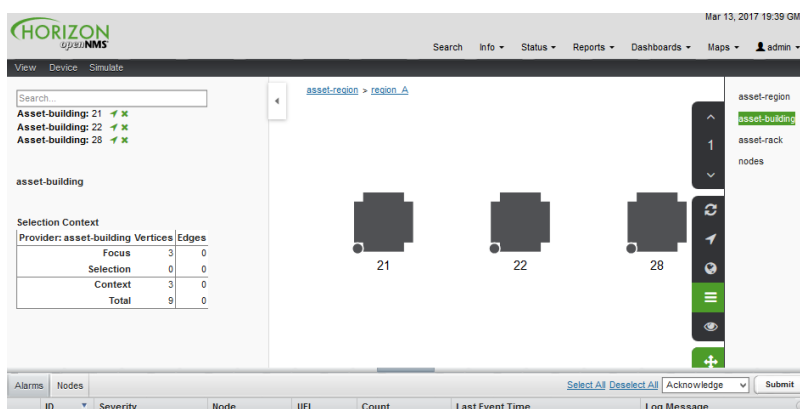 Mar 13, 2017 19:39 GM
HORIZON
openNMS
Search Info Status Reports Dashboards Maps admin
View Device Simulate
Search...
Asset-building: 21
Asset-building: 22
Asset-building: 28
asset-building
Selection Context
Provider: asset-building Vertices Edges
Focus 3 0
Selection 0 0
Context 3 0
Total 9 0
asset-region > region_A
21 22 28
1
asset-region
asset-building
asset-rack
nodes
Alarms Nodes
Select All Deselect All Acknowledge Submit
ID Severity Node UEI Count Last Event Time Log Message